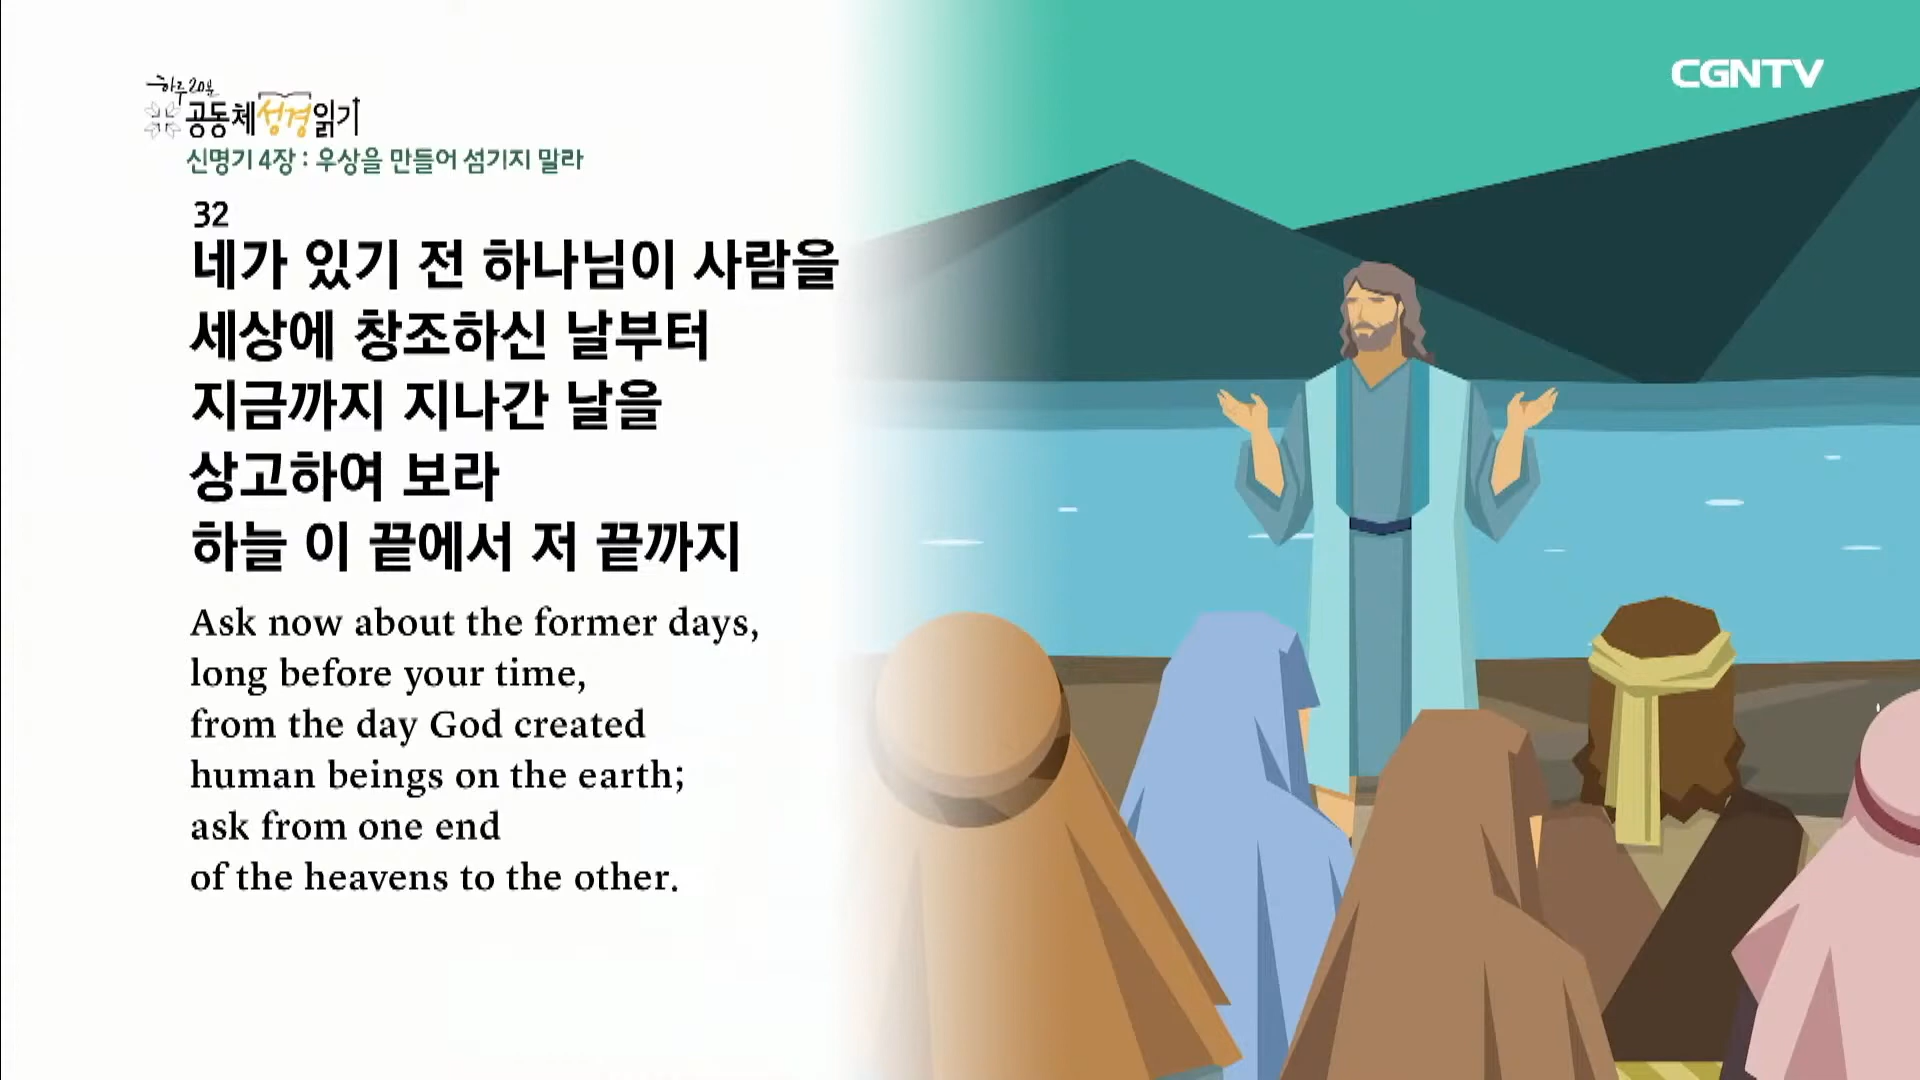 하루 20분
공동체성경읽기
CGNTV
신명기 4장 : 우상을 만들어 섬기지 말라
32
네가 있기 전 하나님이 사람을
세상에 창조하신 날부터
지금까지 지나간 날을
상고하여 보라
하늘 이 끝에서 저 끝까지
Ask now about the former days,
long before your time,
from the day God created
human beings on the earth;
ask from one end
of the heavens to the other.